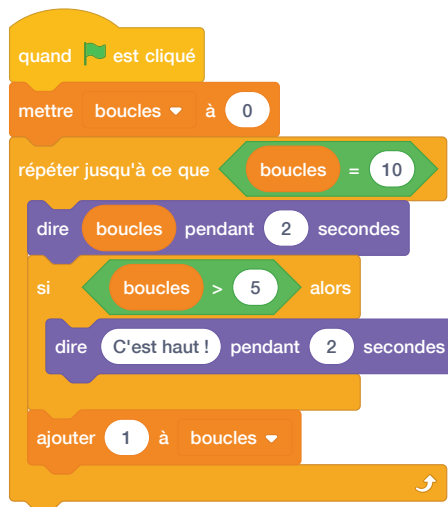 quand est cliqué
mettre boucles à 0
répéter jusqu'à ce que boucles = 10
dire boucles pendant 2 secondes
si boucles > 5 alors
dire C'est haut ! pendant 2 secondes
ajouter 1 à boucles